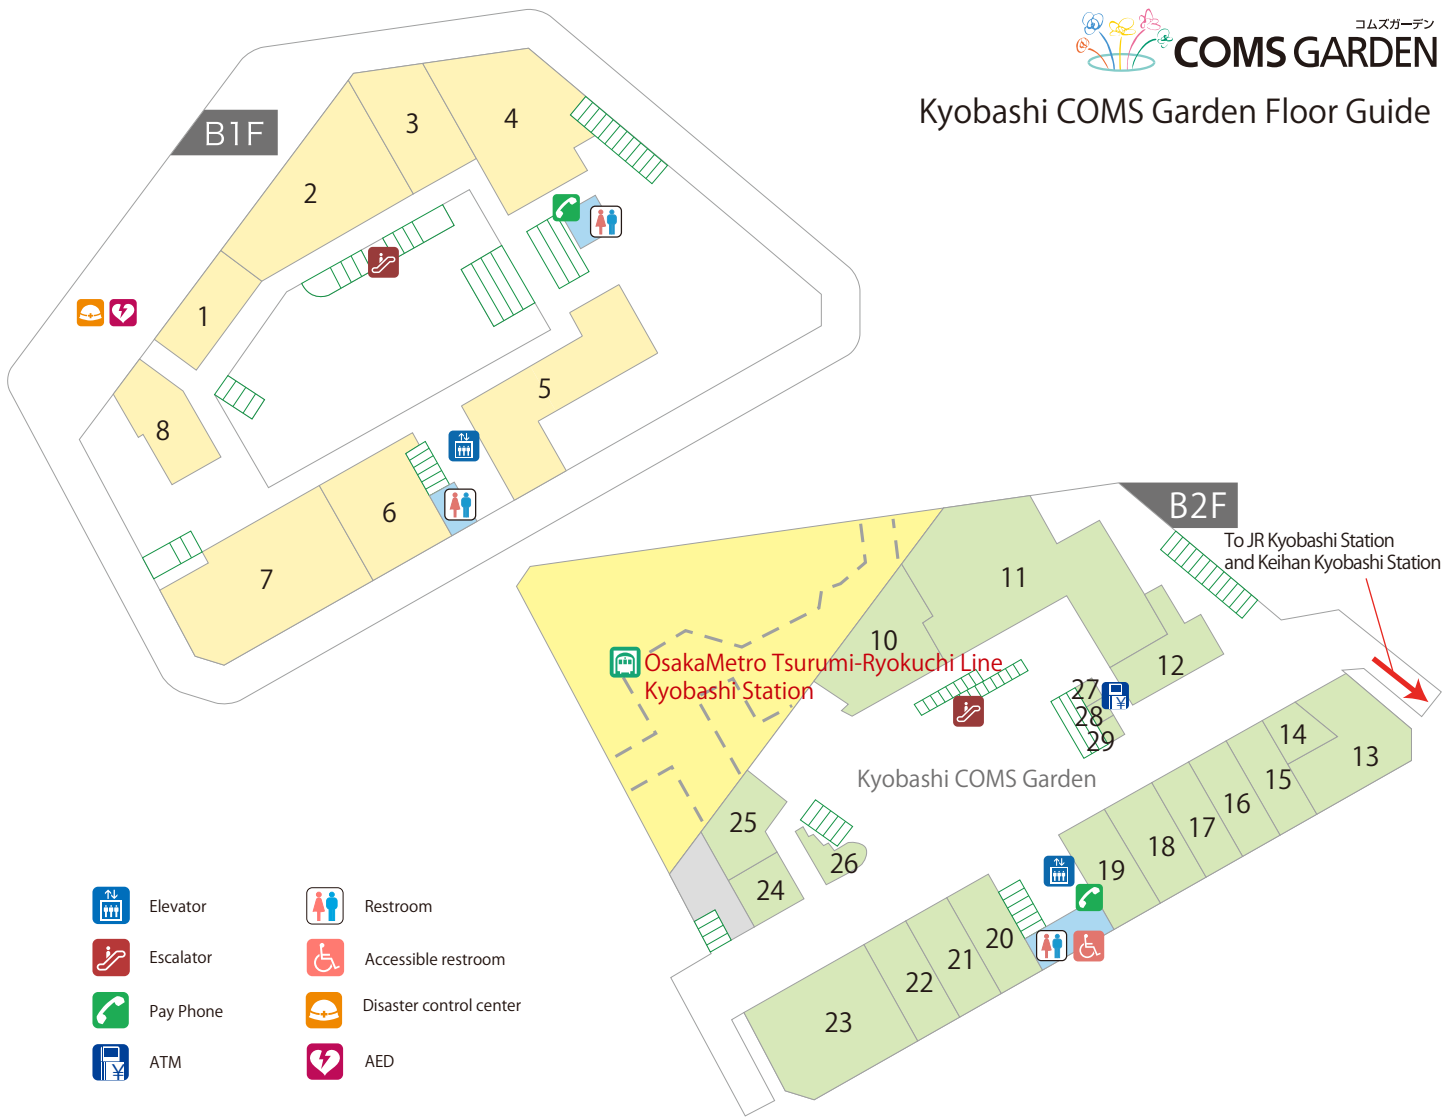 コムズガーデン
COMS GARDEN
Kyobashi COMS Garden Floor Guide
B1F
1
2
3
4
5
6
7
8
B2F
To JR Kyobashi Station
and Keihan Kyobashi Station
OsakaMetro Tsurumi-Ryokuchi Line
Kyobashi Station
Kyobashi COMS Garden
10
11
12
13
14
15
16
17
18
19
20
21
22
23
24
25
26
27
28
29
Elevator
Escalator
Pay Phone
ATM
Restroom
Accessible restroom
Disaster control center
AED